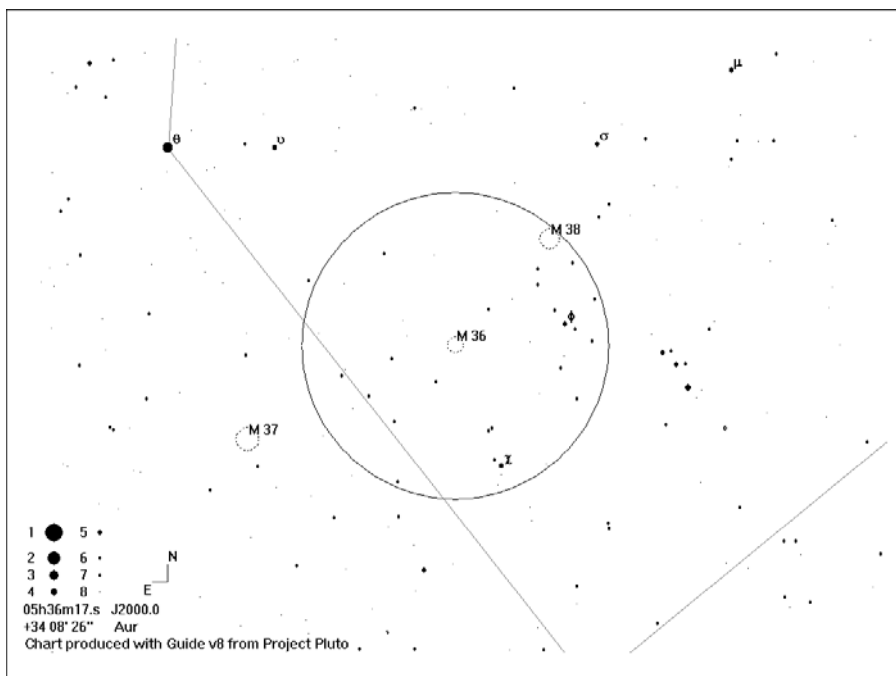 μ
θ
υ
σ
M 38
ϕ
M 36
M 37
χ
1 5
2 6
3 7
4 8
N
E
05h36m17.s J2000.0
+34 08' 26" Aur
Chart produced with Guide v8 from Project Pluto